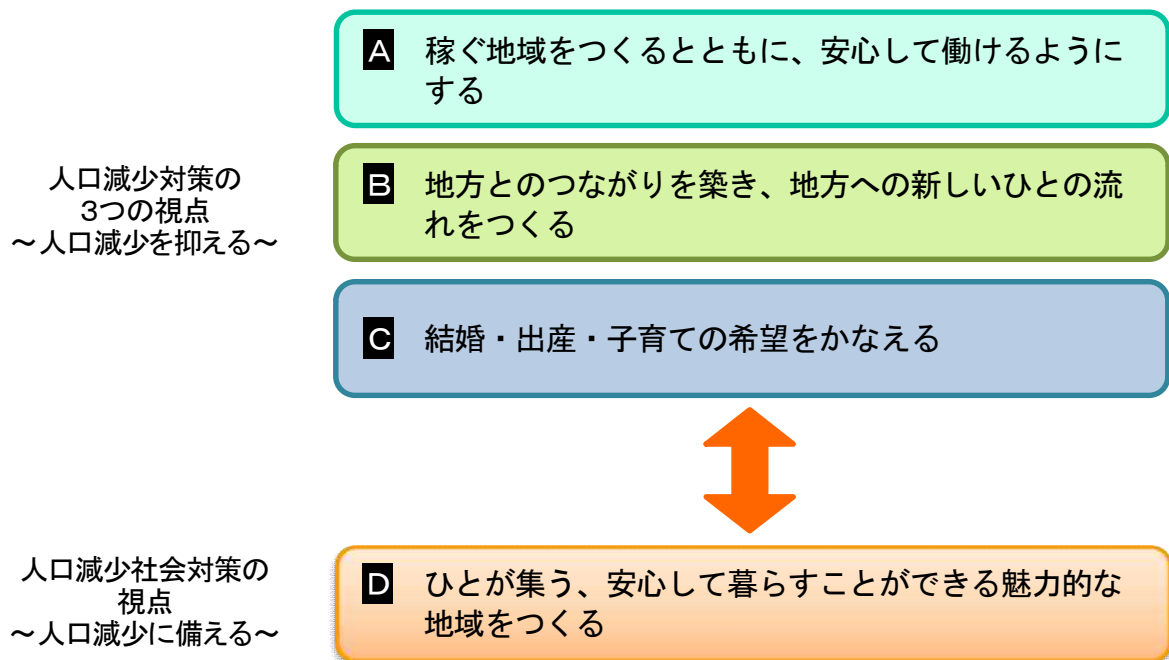 A 稼ぐ地域をつくるとともに、安心して働けるように
する
人口減少対策の
3つの視点
～人口減少を抑える～
B 地方とのつながりを築き、地方への新しいひとの流
れをつくる
C 結婚・出産・子育ての希望をかなえる
人口減少社会対策の
視点
～人口減少に備える～
D ひとが集う、安心して暮らすことができる魅力的な
地域をつくる